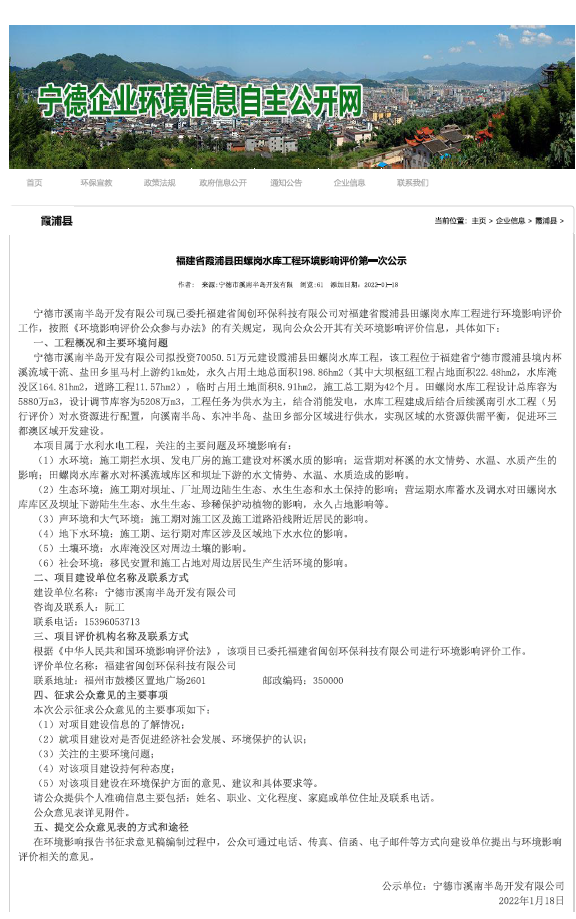 宁德企业环境信息自主公开网
首页 环保宣教 政策法规 政府信息公开 通知公告 企业信息 联系我们
霞浦县 当前位置：主页 > 企业信息 > 霞浦县 >
福建省霞浦县田螺岗水库工程环境影响评价第一次公示
作者： 来源:宁德市溪南半岛开发有限 浏览:61 添加日期：2022-01-18
宁德市溪南半岛开发有限公司现已委托福建省闽创环保科技有限公司对福建省霞浦县田螺岗水库工程进行环境影响评价
工作，按照《环境影响评价公众参与办法》的有关规定，现向公众公开其有关环境影响评价信息，具体如下：
一、工程概况和主要环境问题
宁德市溪南半岛开发有限公司拟投资70050.51万元建设霞浦县田螺岗水库工程，该工程位于福建省宁德市霞浦县境内杯
溪流域干流、盐田乡里马村上游约1km处，永久占用土地总面积198.86hm2（其中大坝枢纽工程占地面积22.48hm2，水库淹
没区164.81hm2，道路工程11.57hm2），临时占用土地面积8.91hm2，施工总工期为42个月。田螺岗水库工程设计总库容为
5880万m3，设计调节库容为5208万m3，工程任务为供水为主，结合消能发电，水库工程建成后结合后续溪南引水工程（另
行评价）对水资源进行配置，向溪南半岛、东冲半岛、盐田乡部分区域进行供水，实现区域的水资源供需平衡，促进环三
都澳区域开发建设。
本项目属于水利水电工程，关注的主要问题及环境影响有：
（1）水环境：施工期拦水坝、发电厂房的施工建设对杯溪水质的影响；运营期对杯溪的水文情势、水温、水质产生的
影响；田螺岗水库蓄水对杯溪流域库区和坝址下游的水文情势、水温、水质造成的影响。
（2）生态环境：施工期对坝址、厂址周边陆生生态、水生生态和水土保持的影响；营运期水库蓄水及调水对田螺岗水
库库区及坝址下游陆生生态、水生生态、珍稀保护动植物的影响，永久占地影响等。
（3）声环境和大气环境：施工期对施工区及施工道路沿线附近居民的影响。
（4）地下水环境：施工期、运行期对库区涉及区域地下水水位的影响。
（5）土壤环境：水库淹没区对周边土壤的影响。
（6）社会环境：移民安置和施工占地对周边居民生产生活环境的影响。
二、项目建设单位名称及联系方式
建设单位名称：宁德市溪南半岛开发有限公司
咨询及联系人：阮工
联系电话：15396053713
三、项目评价机构名称及联系方式
根据《中华人民共和国环境影响评价法》，该项目已委托福建省闽创环保科技有限公司进行环境影响评价工作。
评价单位名称：福建省闽创环保科技有限公司
联系地址：福州市鼓楼区置地广场2601 邮政编码：350000
四、征求公众意见的主要事项
本次公示征求公众意见的主要事项如下：
（1）对项目建设信息的了解情况；
（2）就项目建设对是否促进经济社会发展、环境保护的认识；
（3）关注的主要环境问题；
（4）对该项目建设持何种态度；
（5）对该项目建设在环境保护方面的意见、建议和具体要求等。
请公众提供个人准确信息主要包括：姓名、职业、文化程度、家庭或单位住址及联系电话。
公众意见表详见附件。
五、提交公众意见表的方式和途径
在环境影响报告书征求意见稿编制过程中，公众可通过电话、传真、信函、电子邮件等方式向建设单位提出与环境影响
评价相关的意见。
公示单位：宁德市溪南半岛开发有限公司
2022年1月18日